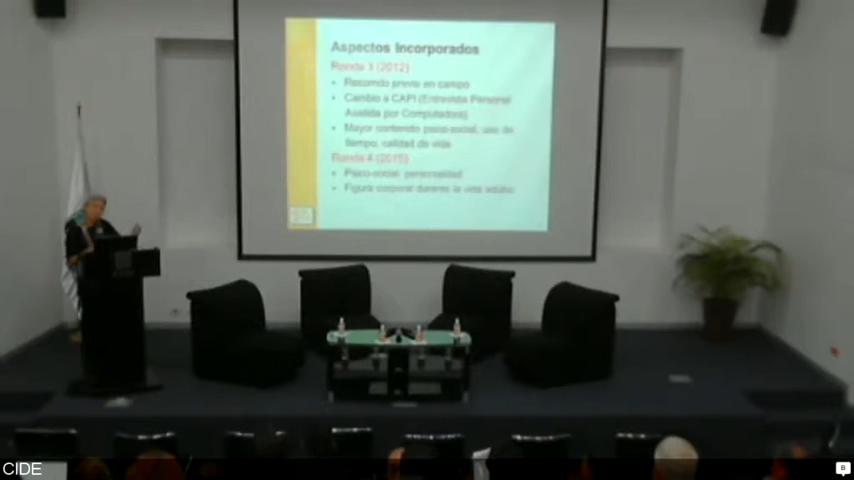 Aspectos Incorporados
Ronda 3 (2012)
• Recorrido previo en campo
• Cambio a CAPI (Entrevista Personal
Asistida por Computadora)
• Mayor contenido psico-social, uso de
tiempo, calidad de vida
Ronda 4 (2015)
• Psico-social: personalidad
• Figura corporal durante la vida adulta
CIDE